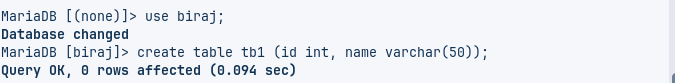 MariaDB [(none)]> use biraj;
Database changed
MariaDB [biraj]> create table tb1 (id int, name varchar(50));
Query OK, 0 rows affected (0.094 sec)